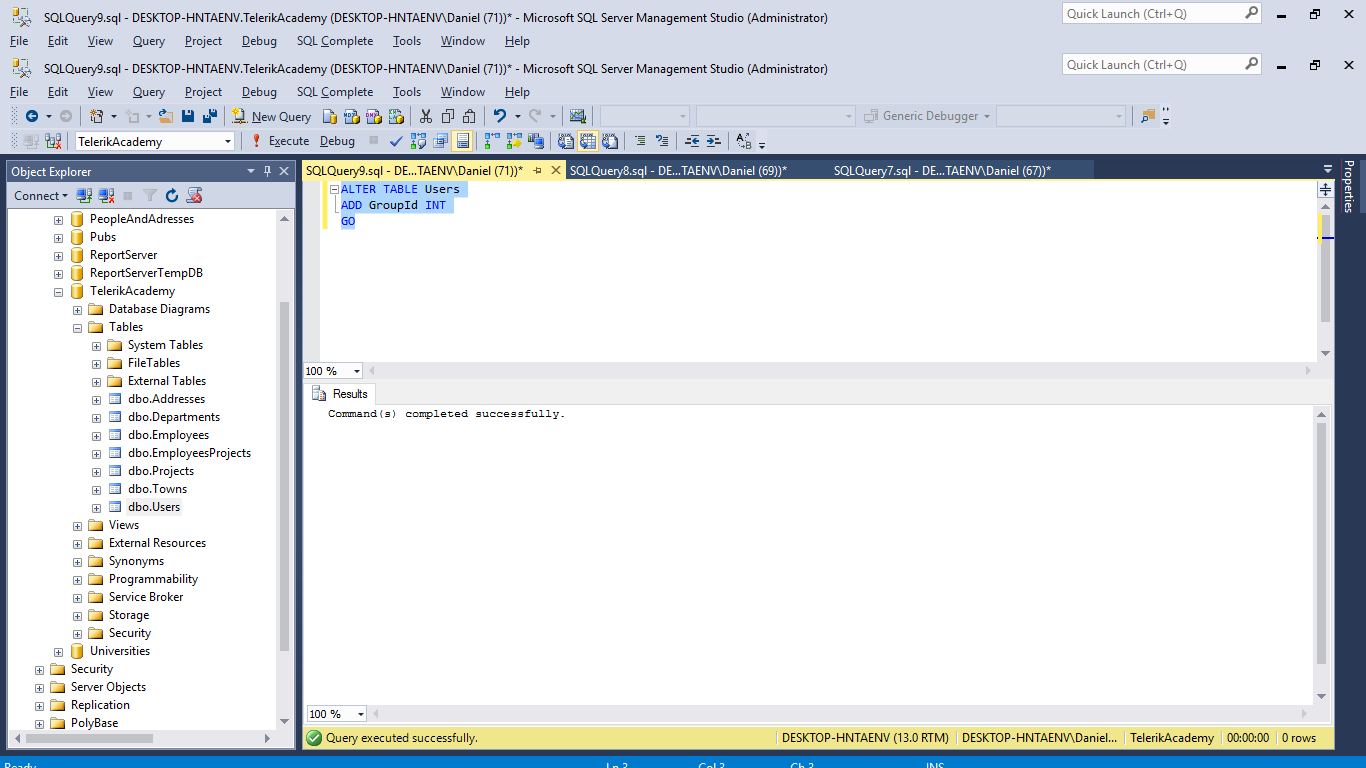 SQLQuery9.sql - DESKTOP-HNTAENV.TelerikAcademy (DESKTOP-HNTAENV\Daniel (71))* - Microsoft SQL Server Management Studio (Administrator)
Quick Launch (Ctrl+Q)
File Edit View Query Project Debug SQL Complete Tools Window Help
SQLQuery9.sql - DESKTOP-HNTAENV.TelerikAcademy (DESKTOP-HNTAENV\Daniel (71))* - Microsoft SQL Server Management Studio (Administrator)
Quick Launch (Ctrl+Q)
File Edit View Query Project Debug SQL Complete Tools Window Help
New Query Generic Debugger
TelerikAcademy Execute Debug
Object Explorer
Connect
PeopleAndAdresses
Pubs
ReportServer
ReportServerTempDB
TelerikAcademy
Database Diagrams
Tables
System Tables
FileTables
External Tables
dbo.Addresses
dbo.Departments
dbo.Employees
dbo.EmployeesProjects
dbo.Projects
dbo.Towns
dbo.Users
Views
External Resources
Synonyms
Programmability
Service Broker
Storage
Security
Universities
Security
Server Objects
Replication
PolyBase
SQLQuery9.sql - DE...TAENV\Daniel (71))* SQLQuery8.sql - DE...TAENV\Daniel (69))* SQLQuery7.sql - DE...TAENV\Daniel (67))*
ALTER TABLE Users
ADD GroupId INT
GO
100 %
Results
Command(s) completed successfully.
100 %
Query executed successfully. DESKTOP-HNTAENV (13.0 RTM) DESKTOP-HNTAENV\Daniel... TelerikAcademy 00:00:00 0 rows
Properties
Ready Ln 3 Col 3 Ch 3 INS